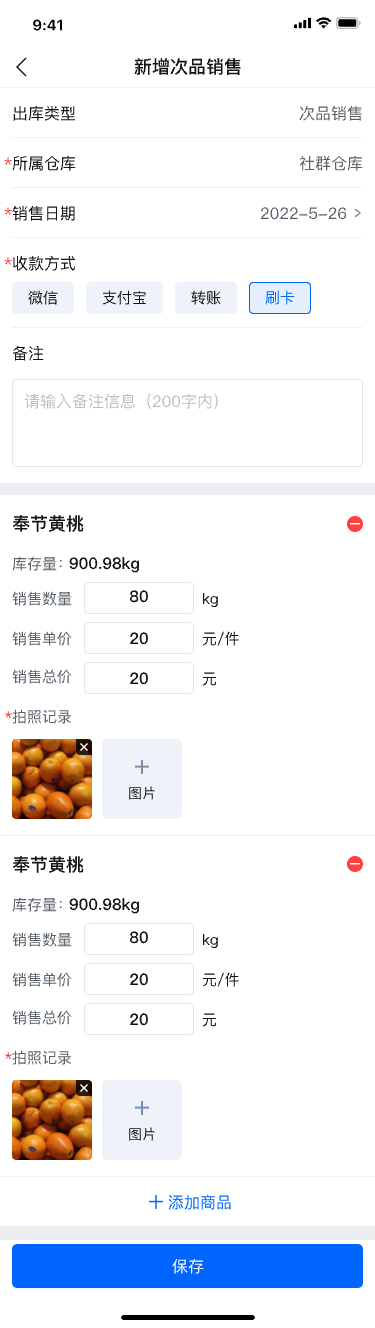 9:41
新增次品销售
出库类型 次品销售
*所属仓库 社群仓库
*销售日期 2022-5-26 >
*收款方式
微信 支付宝 转账 刷卡
备注
请输入备注信息（200字内）
奉节黄桃
库存量：900.98kg
销售数量 80 kg
销售单价 20 元/件
销售总价 20 元
*拍照记录
图片
奉节黄桃
库存量：900.98kg
销售数量 80 kg
销售单价 20 元/件
销售总价 20 元
*拍照记录
图片
+ 添加商品
保存